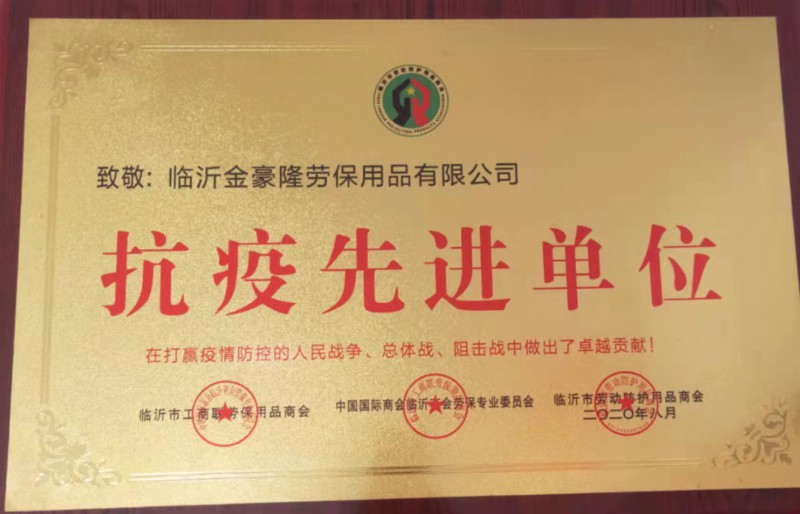 致敬：临沂金豪隆劳保用品有限公司
抗疫先进单位
在打赢疫情防控的人民战争、总体战、阻击战中做出了卓越贡献！
临沂市工商联劳保用品商会 中国国际商会临沂商会劳保专业委员会 临沂市劳动防护用品商会
二〇二〇年八月